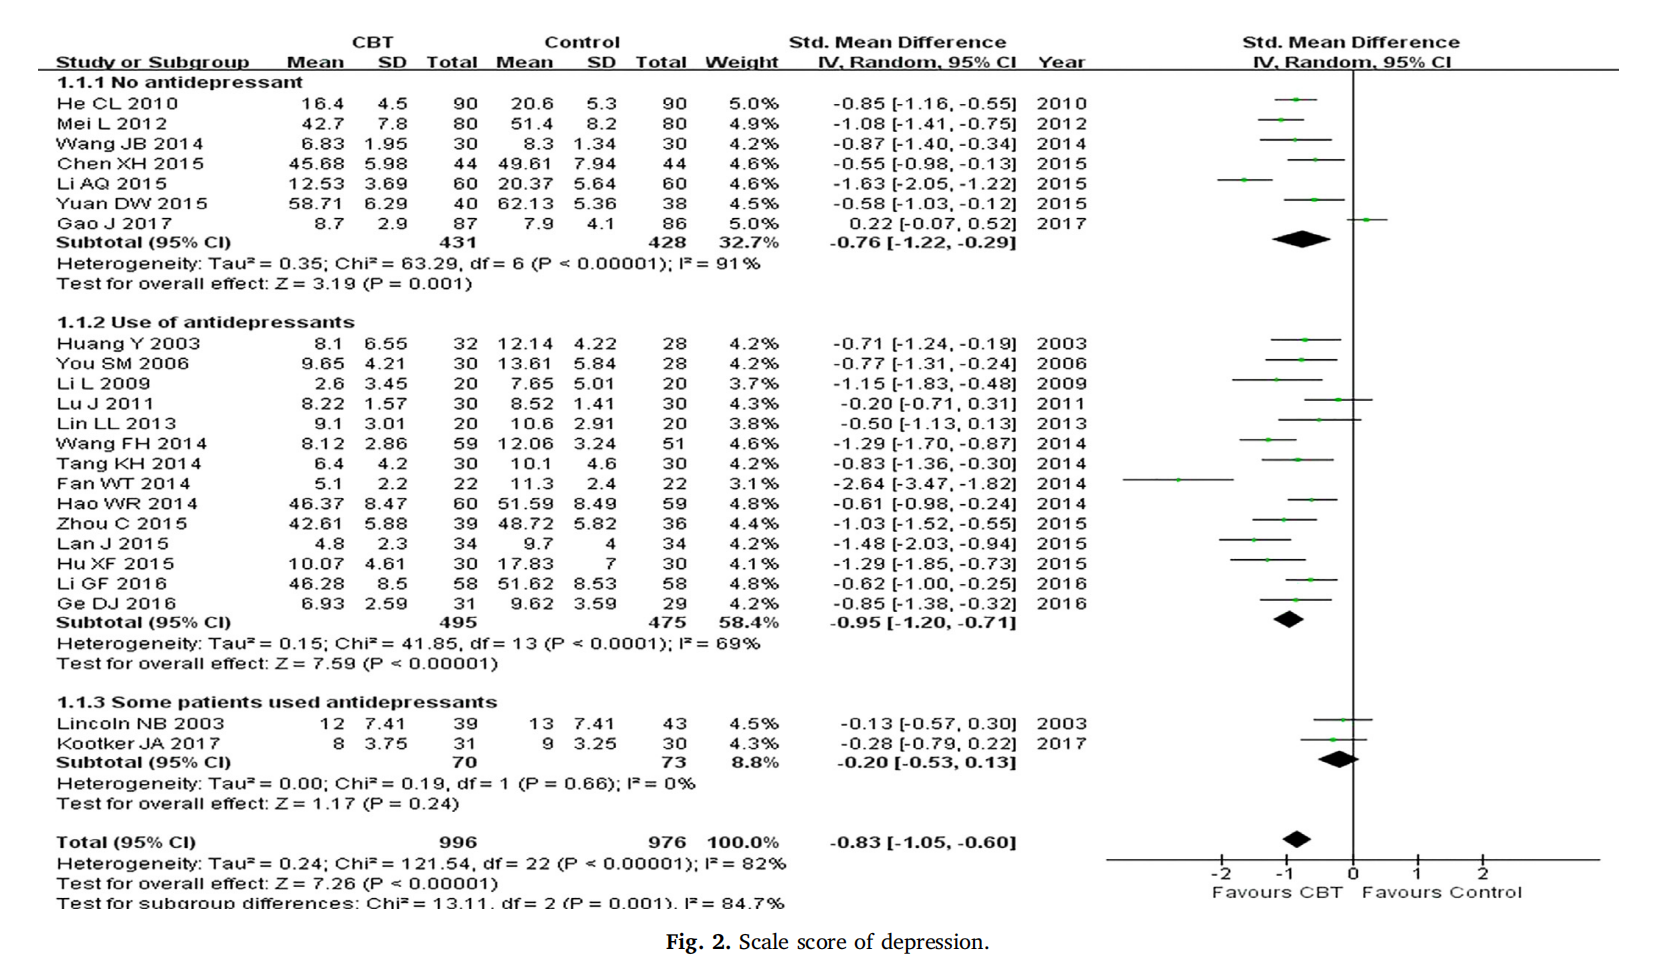 CBT Control Std. Mean Difference Std. Mean Difference
Study or Subgroup Mean SD Total Mean SD Total Weight IV, Random, 95% CI Year IV, Random, 95% CI
1.1.1 No antidepressant
He CL 2010 16.4 4.5 90 20.6 5.3 90 5.0% -0.85 [-1.16, -0.55] 2010
Mei L 2012 42.7 7.8 80 51.4 8.2 80 4.9% -1.08 [-1.41, -0.75] 2012
Wang JB 2014 6.83 1.95 30 8.3 1.34 30 4.2% -0.87 [-1.40, -0.34] 2014
Chen XH 2015 45.68 5.98 44 49.61 7.94 44 4.6% -0.55 [-0.98, -0.13] 2015
Li AQ 2015 12.53 3.69 60 20.37 5.64 60 4.6% -1.63 [-2.05, -1.22] 2015
Yuan DW 2015 58.71 6.29 40 62.13 5.36 38 4.5% -0.58 [-1.03, -0.12] 2015
Gao J 2017 8.7 2.9 87 7.9 4.1 86 5.0% 0.22 [-0.07, 0.52] 2017
Subtotal (95% CI) 431 428 32.7% -0.76 [-1.22, -0.29]
Heterogeneity: Tau² = 0.35; Chi² = 63.29, df = 6 (P < 0.00001); I² = 91%
Test for overall effect: Z = 3.19 (P = 0.001)
1.1.2 Use of antidepressants
Huang Y 2003 8.1 6.55 32 12.14 4.22 28 4.2% -0.71 [-1.24, -0.19] 2003
You SM 2006 9.65 4.21 30 13.61 5.84 28 4.2% -0.77 [-1.31, -0.24] 2006
Li L 2009 2.6 3.45 20 7.65 5.01 20 3.7% -1.15 [-1.83, -0.48] 2009
Lu J 2011 8.22 1.57 30 8.52 1.41 30 4.3% -0.20 [-0.71, 0.31] 2011
Lin LL 2013 9.1 3.01 20 10.6 2.91 20 3.8% -0.50 [-1.13, 0.13] 2013
Wang FH 2014 8.12 2.86 59 12.06 3.24 51 4.6% -1.29 [-1.70, -0.87] 2014
Tang KH 2014 6.4 4.2 30 10.1 4.6 30 4.2% -0.83 [-1.36, -0.30] 2014
Fan WT 2014 5.1 2.2 22 11.3 2.4 22 3.1% -2.64 [-3.47, -1.82] 2014
Hao WR 2014 46.37 8.47 60 51.59 8.49 59 4.8% -0.61 [-0.98, -0.24] 2014
Zhou C 2015 42.61 5.88 39 48.72 5.82 36 4.4% -1.03 [-1.52, -0.55] 2015
Lan J 2015 4.8 2.3 34 9.7 4 34 4.2% -1.48 [-2.03, -0.94] 2015
Hu XF 2015 10.07 4.61 30 17.83 7 30 4.1% -1.29 [-1.85, -0.73] 2015
Li GF 2016 46.28 8.5 58 51.62 8.53 58 4.8% -0.62 [-1.00, -0.25] 2016
Ge DJ 2016 6.93 2.59 31 9.62 3.59 29 4.2% -0.85 [-1.38, -0.32] 2016
Subtotal (95% CI) 495 475 58.4% -0.95 [-1.20, -0.71]
Heterogeneity: Tau² = 0.15; Chi² = 41.85, df = 13 (P < 0.0001); I² = 69%
Test for overall effect: Z = 7.59 (P < 0.00001)
1.1.3 Some patients used antidepressants
Lincoln NB 2003 12 7.41 39 13 7.41 43 4.5% -0.13 [-0.57, 0.30] 2003
Kootker JA 2017 8 3.75 31 9 3.25 30 4.3% -0.28 [-0.79, 0.22] 2017
Subtotal (95% CI) 70 73 8.8% -0.20 [-0.53, 0.13]
Heterogeneity: Tau² = 0.00; Chi² = 0.19, df = 1 (P = 0.66); I² = 0%
Test for overall effect: Z = 1.17 (P = 0.24)
Total (95% CI) 996 976 100.0% -0.83 [-1.05, -0.60]
Heterogeneity: Tau² = 0.24; Chi² = 121.54, df = 22 (P < 0.00001); I² = 82%
Test for overall effect: Z = 7.26 (P < 0.00001)
Test for subgroup differences: Chi² = 13.11, df = 2 (P = 0.001), I² = 84.7%
-2 -1 0 1 2
Favours CBT Favours Control
Fig. 2. Scale score of depression.